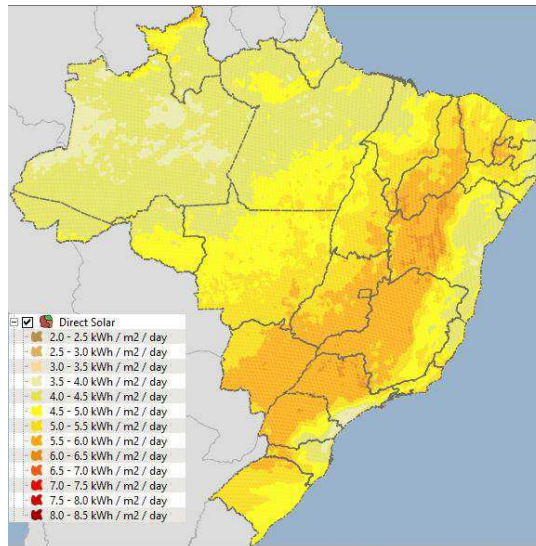 Direct Solar
2.0 - 2.5 kWh / m2 / day
2.5 - 3.0 kWh / m2 / day
3.0 - 3.5 kWh / m2 / day
3.5 - 4.0 kWh / m2 / day
4.0 - 4.5 kWh / m2 / day
4.5 - 5.0 kWh / m2 / day
5.0 - 5.5 kWh / m2 / day
5.5 - 6.0 kWh / m2 / day
6.0 - 6.5 kWh / m2 / day
6.5 - 7.0 kWh / m2 / day
7.0 - 7.5 kWh / m2 / day
7.5 - 8.0 kWh / m2 / day
8.0 - 8.5 kWh / m2 / day